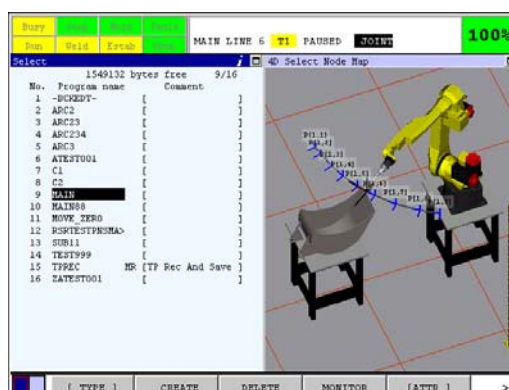 Busy
Run Weld Estab
MAIN LINE 6 T1 PAUSED JOINT
100%
Select
4D Select Node Map
1549132 bytes free 9/16
No. Program name Comment
1 -BCKEDT- [ ]
2 ARC2 [ ]
3 ARC23 [ ]
4 ARC234 [ ]
5 ARC3 [ ]
6 ATEST001 [ ]
7 C1 [ ]
8 C2 [ ]
9 MAIN [ ]
10 MAIN88 [ ]
11 MOVE_ZERO [ ]
12 RSRTESTPNSMA> [ ]
13 SUB11 [ ]
14 TEST999 [ ]
15 TPREC MR [TP Rec And Save ]
16 ZATEST001 [ ]
[ TYPE ] CREATE DELETE MONITOR [ATTR ] >